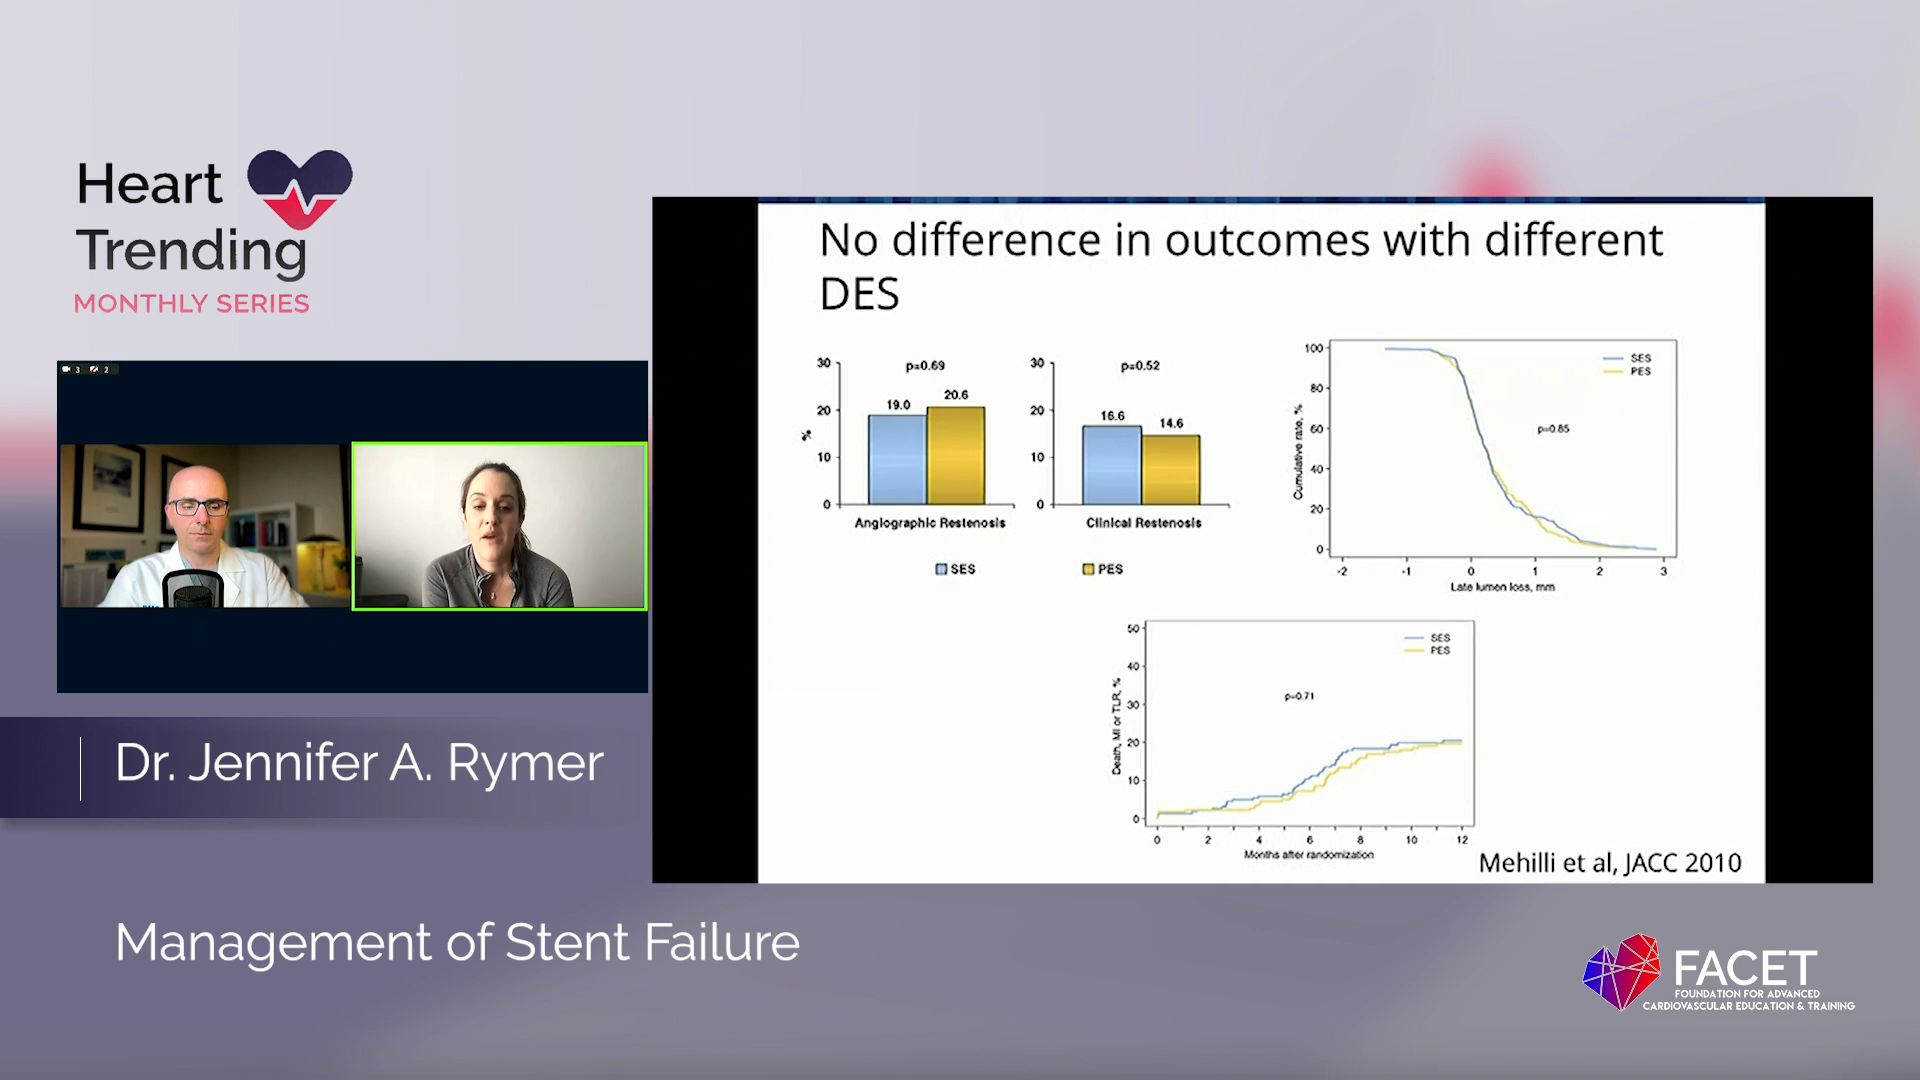 Heart
Trending
MONTHLY SERIES
3 2
Dr. Jennifer A. Rymer
Management of Stent Failure
No difference in outcomes with different
DES
30
20
10
0
%
p=0.69
19.0
20.6
Angiographic Restenosis
30
20
10
0
p=0.52
16.6
14.6
Clinical Restenosis
SES
PES
100
80
60
40
20
0
Cumulative rate, %
SES
PES
p=0.85
-2 -1 0 1 2 3
Late lumen loss, mm
50
40
30
20
10
0
Death, MI or TLR, %
SES
PES
p=0.71
0 2 4 6 8 10 12
Months after randomization
Mehilli et al, JACC 2010
FACET
FOUNDATION FOR ADVANCED
CARDIOVASCULAR EDUCATION & TRAINING